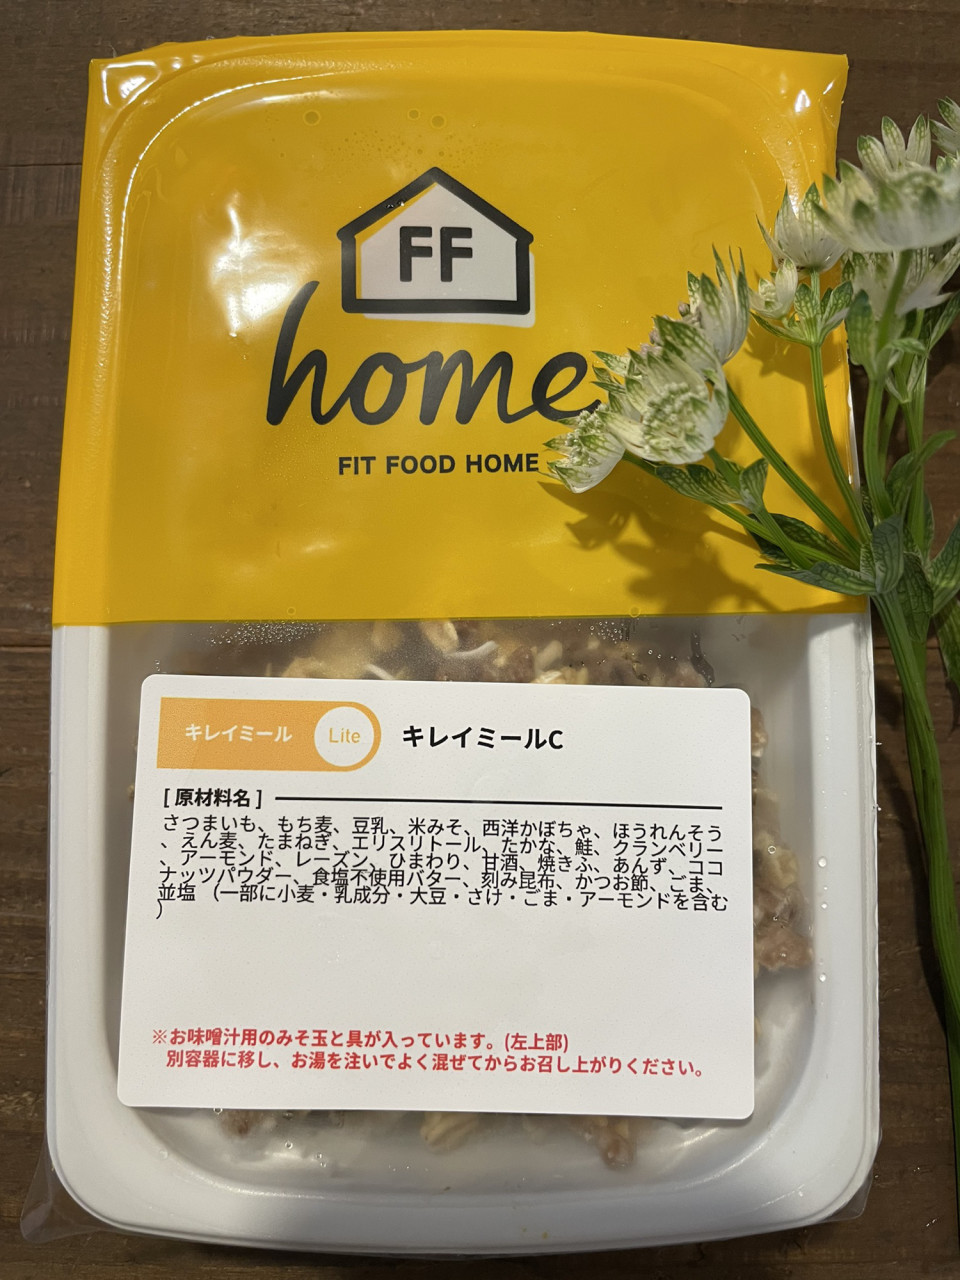 FF
home
FIT FOOD HOME
キレイミール Lite キレイミールC
[ 原材料名 ]
さつまいも、もち麦、豆乳、米みそ、西洋かぼちゃ、ほうれんそう
、えん麦、たまねぎ、エリスリトール、たかな、鮭、クランベリー
、アーモンド、レーズン、ひまわり、甘酒、焼きふ、あんず、ココ
ナッツパウダー、食塩不使用バター、刻み昆布、かつお節、ごま、
並塩 （一部に小麦・乳成分・大豆・さけ・ごま・アーモンドを含む
）
※お味噌汁用のみそ玉と具が入っています。(左上部)
別容器に移し、お湯を注いでよく混ぜてからお召し上がりください。